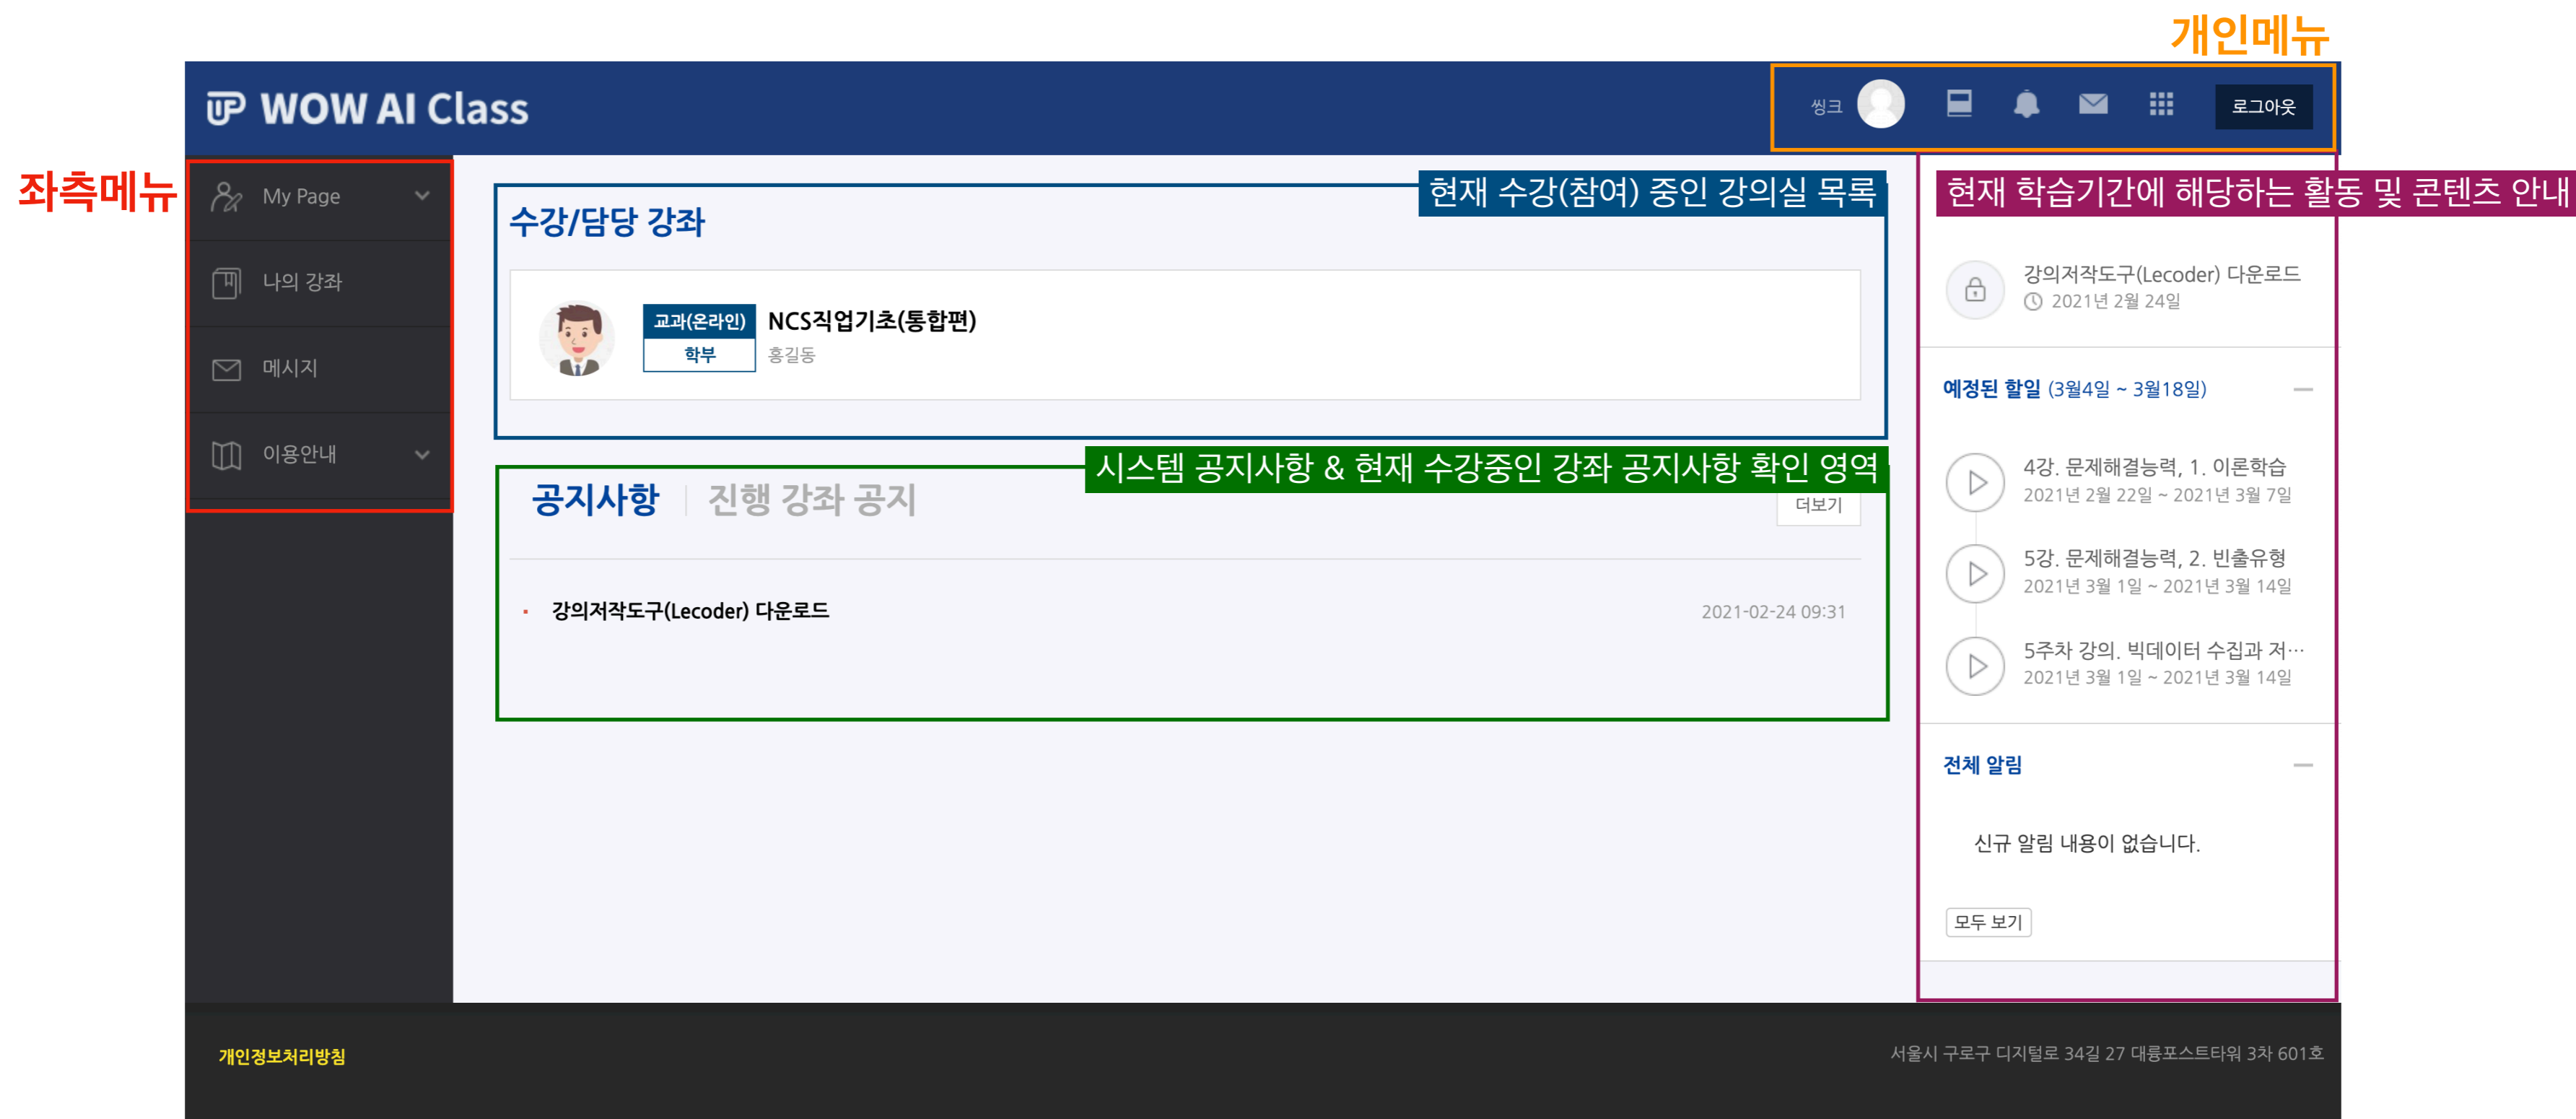 개인메뉴
UP WOW AI Class
씽크
로그아웃
좌측메뉴
My Page
나의 강좌
메시지
이용안내
수강/담당 강좌
현재 수강(참여) 중인 강의실 목록
교과(온라인)
학부
NCS직업기초(통합편)
홍길동
시스템 공지사항 & 현재 수강중인 강좌 공지사항 확인 영역
공지사항
진행 강좌 공지
더보기
강의저작도구(Lecoder) 다운로드
2021-02-24 09:31
현재 학습기간에 해당하는 활동 및 콘텐츠 안내
강의저작도구(Lecoder) 다운로드
2021년 2월 24일
예정된 할일 (3월4일 ~ 3월18일)
4강. 문제해결능력, 1. 이론학습
2021년 2월 22일 ~ 2021년 3월 7일
5강. 문제해결능력, 2. 빈출유형
2021년 3월 1일 ~ 2021년 3월 14일
5주차 강의. 빅데이터 수집과 저…
2021년 3월 1일 ~ 2021년 3월 14일
전체 알림
신규 알림 내용이 없습니다.
모두 보기
개인정보처리방침
서울시 구로구 디지털로 34길 27 대륭포스트타워 3차 601호